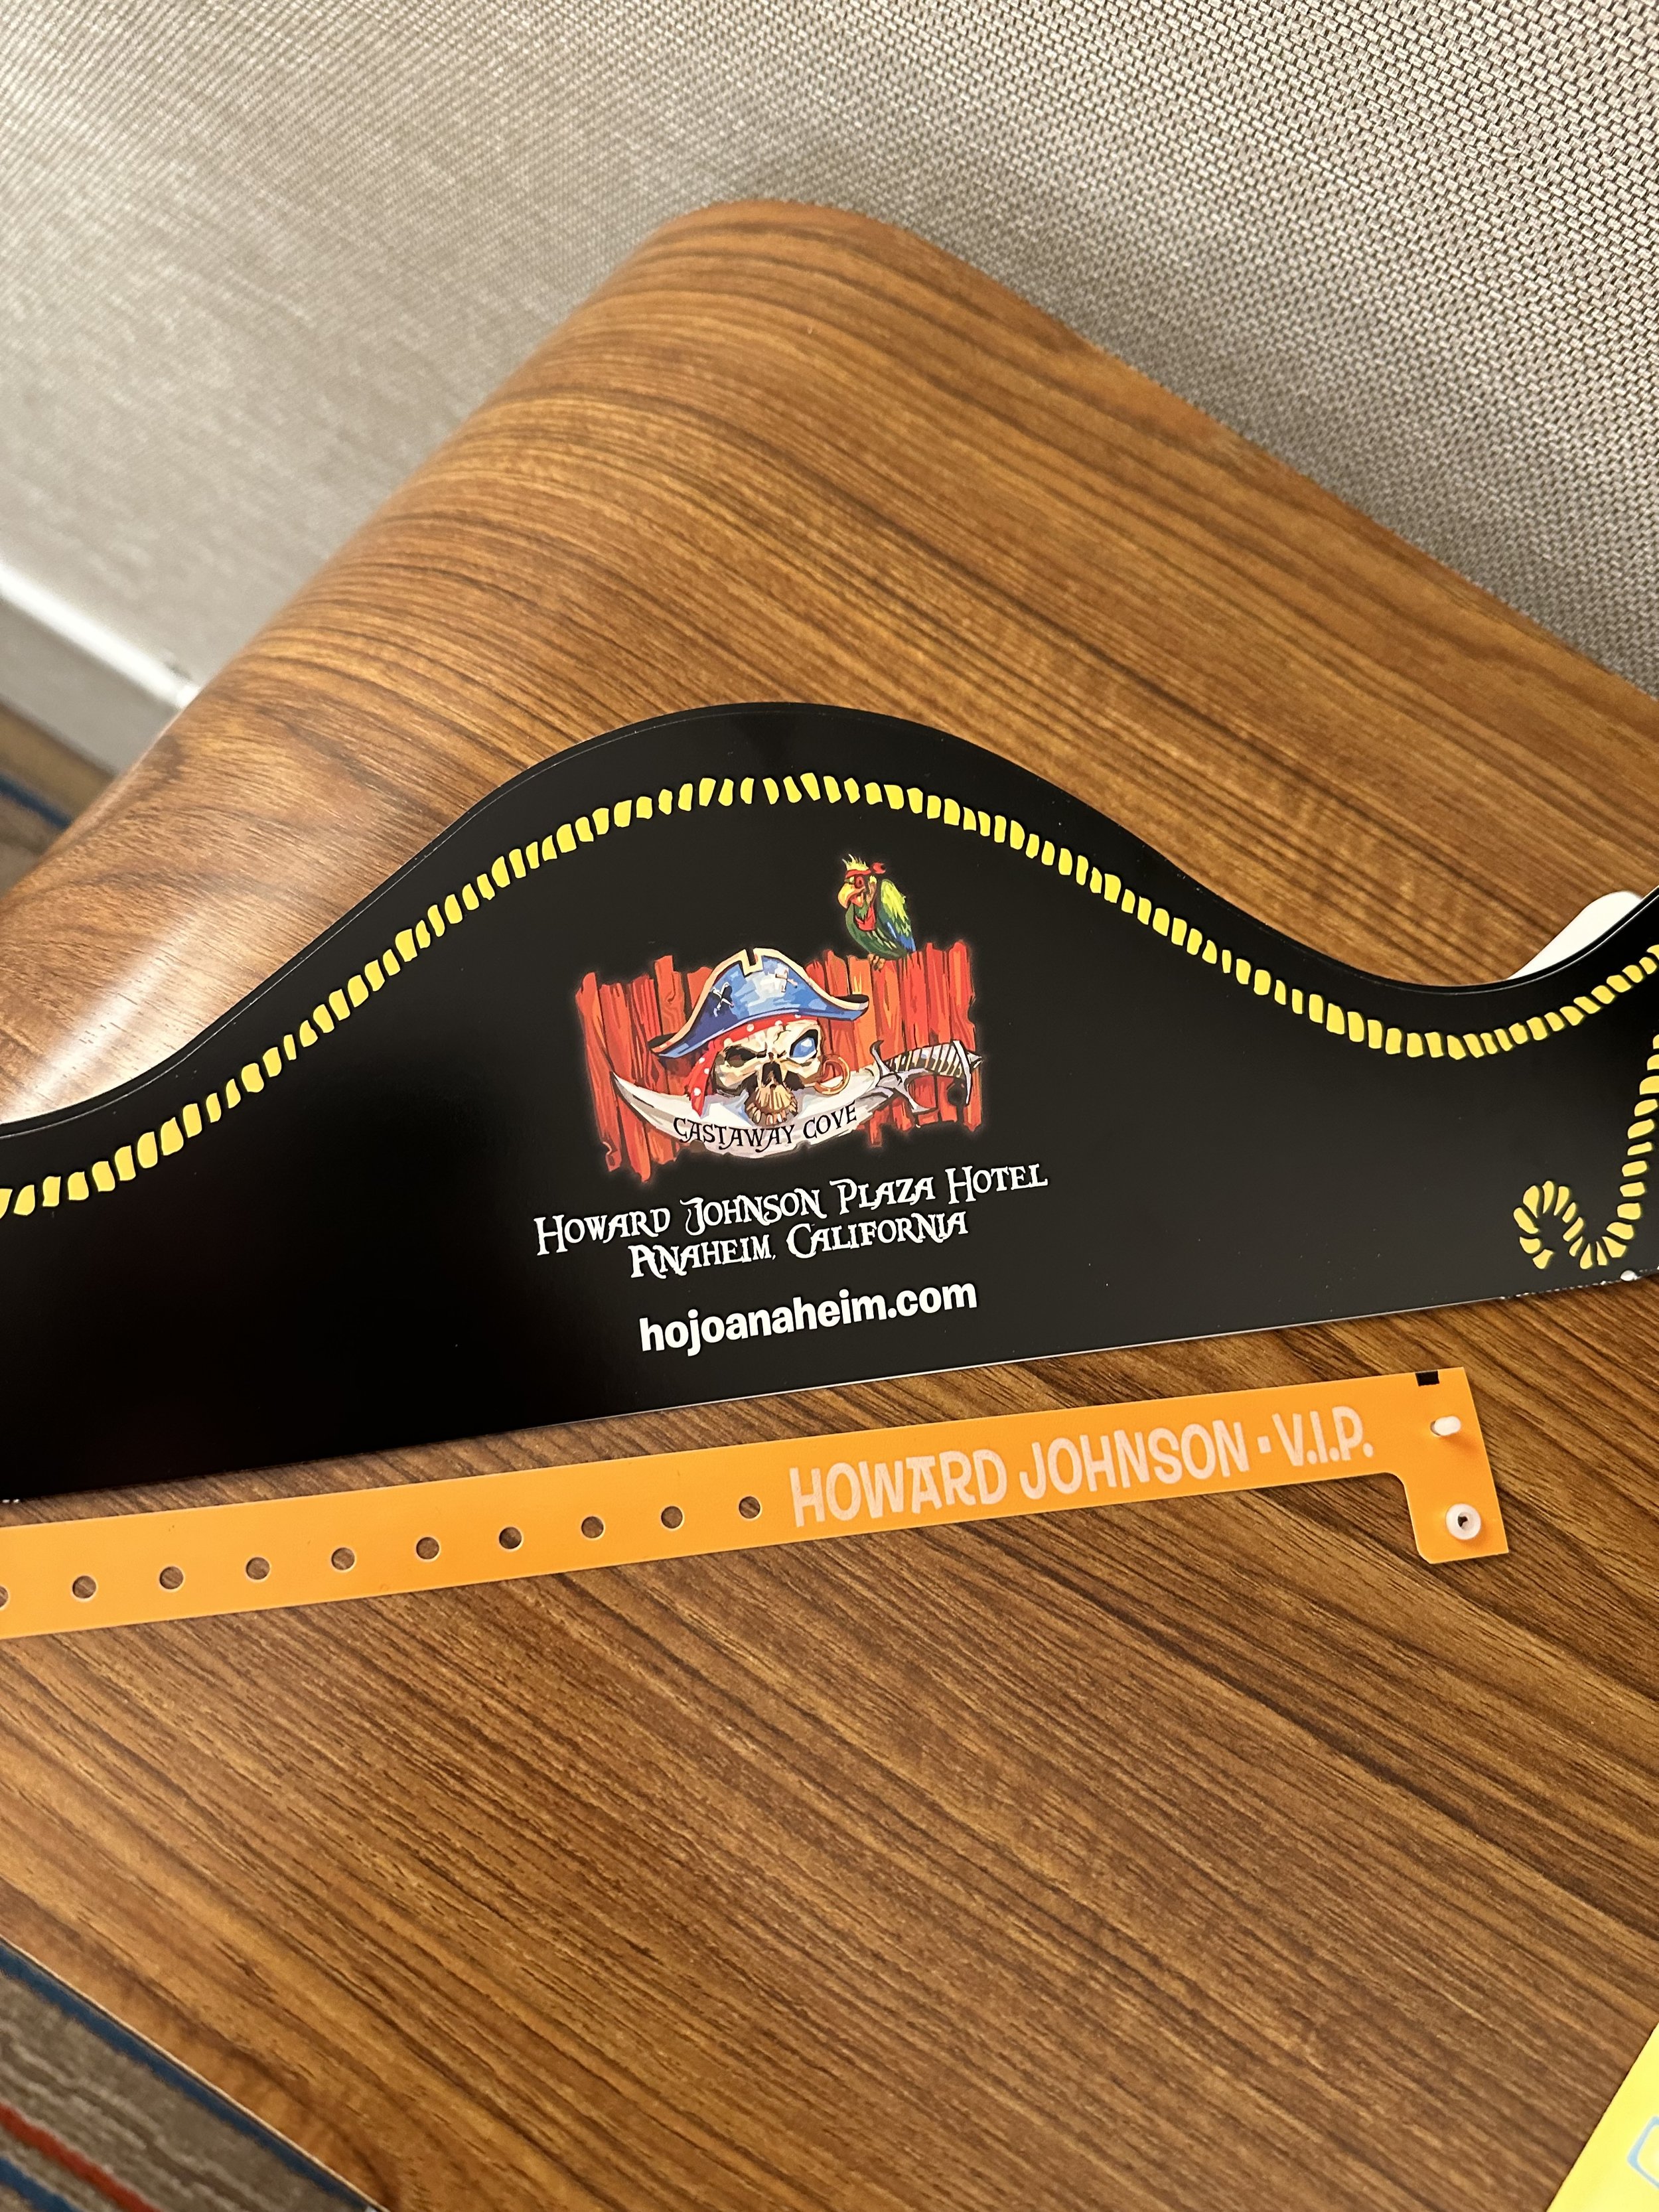 CASTAWAY COVE
HOWARD JOHNSON PLAZA HOTEL
ANAHEIM, CALIFORNIA
hojoanaheim.com
HOWARD JOHNSON · V.I.P.